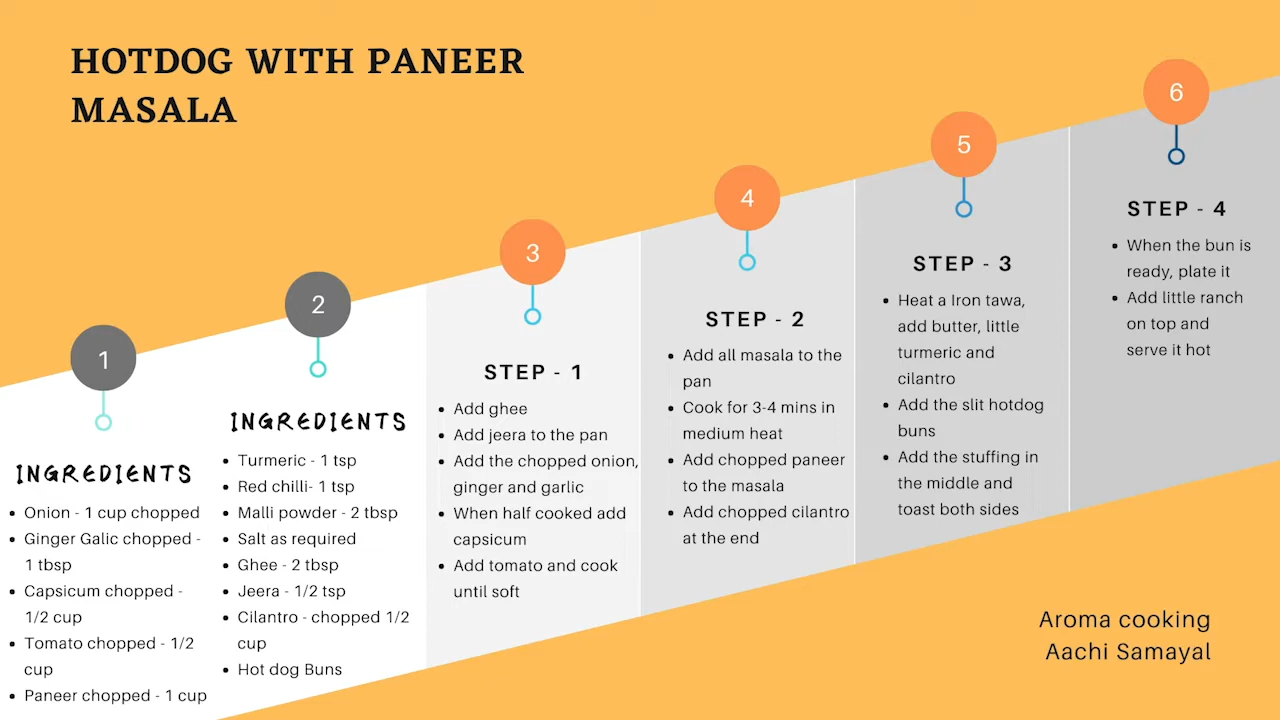 HOTDOG WITH PANEER
MASALA
1
INGREDIENTS
• Onion - 1 cup chopped
• Ginger Galic chopped -
1 tbsp
• Capsicum chopped -
1/2 cup
• Tomato chopped - 1/2
cup
• Paneer chopped - 1 cup
2
INGREDIENTS
• Turmeric - 1 tsp
• Red chilli- 1 tsp
• Malli powder - 2 tbsp
• Salt as required
• Ghee - 2 tbsp
• Jeera - 1/2 tsp
• Cilantro - chopped 1/2
cup
• Hot dog Buns
3
STEP - 1
• Add ghee
• Add jeera to the pan
• Add the chopped onion,
ginger and garlic
• When half cooked add
capsicum
• Add tomato and cook
until soft
4
STEP - 2
• Add all masala to the
pan
• Cook for 3-4 mins in
medium heat
• Add chopped paneer
to the masala
• Add chopped cilantro
at the end
5
STEP - 3
• Heat a Iron tawa,
add butter, little
turmeric and
cilantro
• Add the slit hotdog
buns
• Add the stuffing in
the middle and
toast both sides
6
STEP - 4
• When the bun is
ready, plate it
• Add little ranch
on top and
serve it hot
Aroma cooking
Aachi Samayal